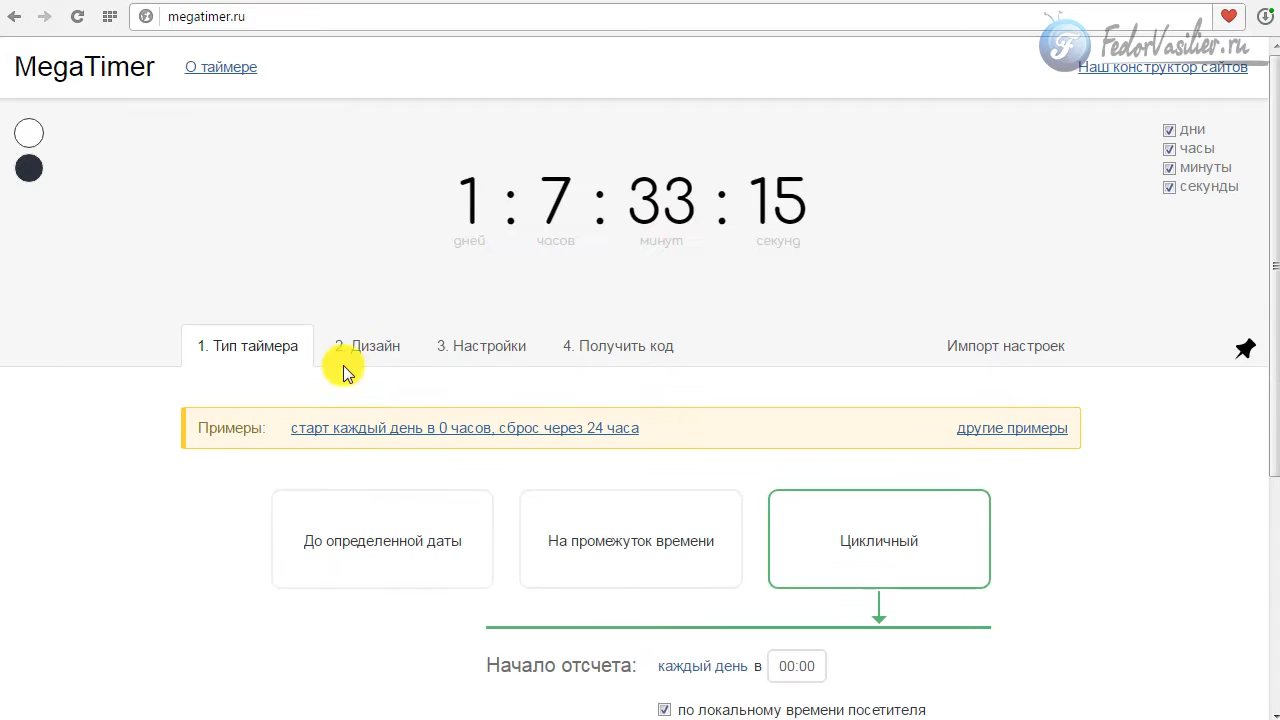 megatimer.ru
FedorVasilier.ru
MegaTimer
О таймере
Наш конструктор сайтов
дни
часы
минуты
секунды
1 : 7 : 33 : 15
дней часов минут секунд
1. Тип таймера
2. Дизайн
3. Настройки
4. Получить код
Импорт настроек
Примеры: старт каждый день в 0 часов, сброс через 24 часа другие примеры
До определенной даты
На промежуток времени
Цикличный
Начало отсчета: каждый день в 00:00
по локальному времени посетителя